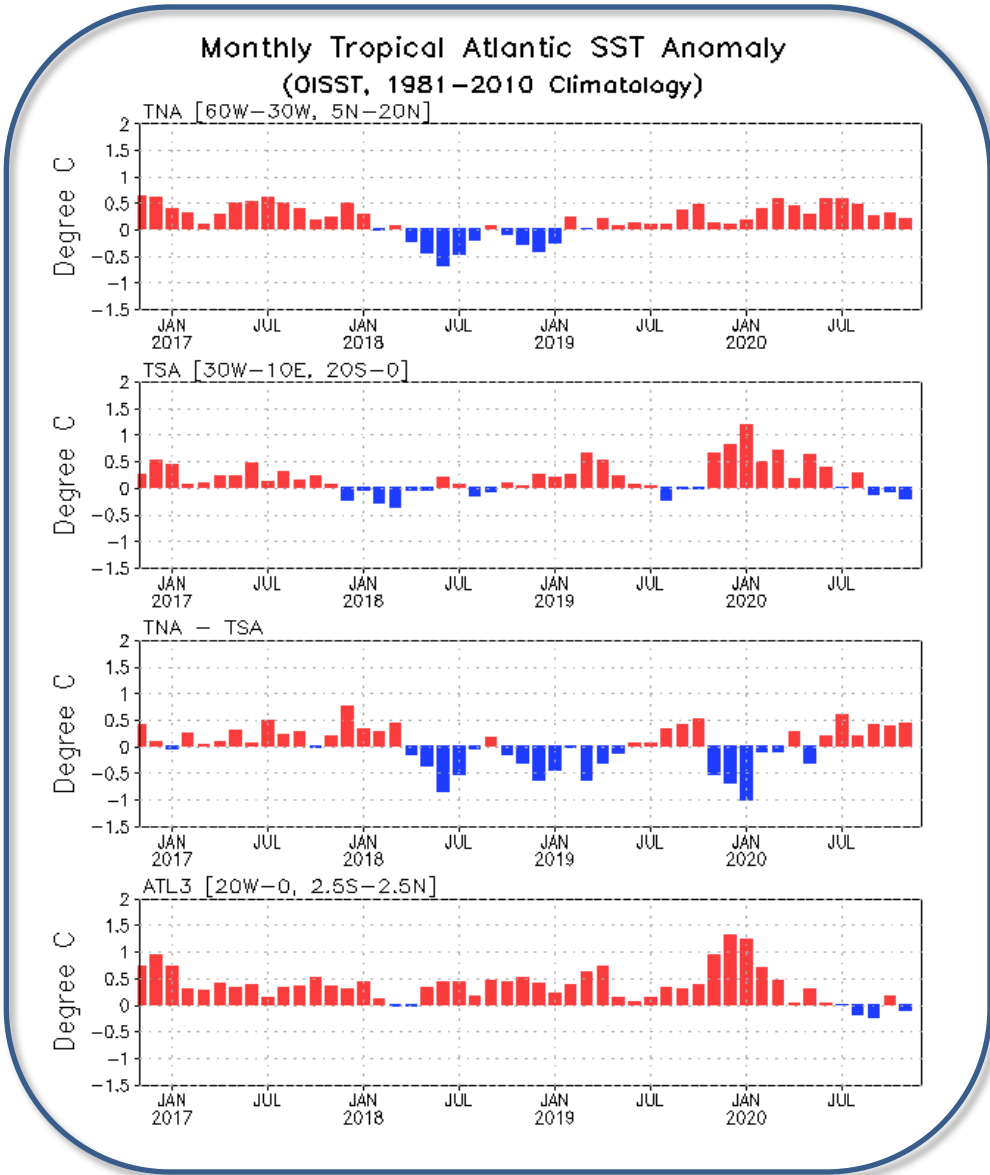 Monthly Tropical Atlantic SST Anomaly
(OISST, 1981-2010 Climatology)
TNA [60W-30W, 5N-20N]
Degree C
2
1.5
1
0.5
0
-0.5
-1
-1.5
JAN JUL JAN JUL JAN JUL JAN JUL
2017 2018 2019 2020
TSA [30W-10E, 20S-0]
Degree C
2
1.5
1
0.5
0
-0.5
-1
-1.5
JAN JUL JAN JUL JAN JUL JAN JUL
2017 2018 2019 2020
TNA - TSA
Degree C
2
1.5
1
0.5
0
-0.5
-1
-1.5
JAN JUL JAN JUL JAN JUL JAN JUL
2017 2018 2019 2020
ATL3 [20W-0, 2.5S-2.5N]
Degree C
2
1.5
1
0.5
0
-0.5
-1
-1.5
JAN JUL JAN JUL JAN JUL JAN JUL
2017 2018 2019 2020